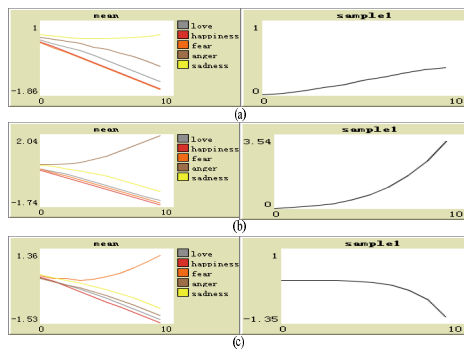 mean
sample1
1
-1.86
0
10
love
happiness
fear
anger
sadness
1
0
0
10
(a)
mean
sample1
2.04
-1.74
0
10
love
happiness
fear
anger
sadness
3.54
0
0
10
(b)
mean
sample1
1.36
-1.53
0
10
love
happiness
fear
anger
sadness
1
-1.35
0
10
(c)